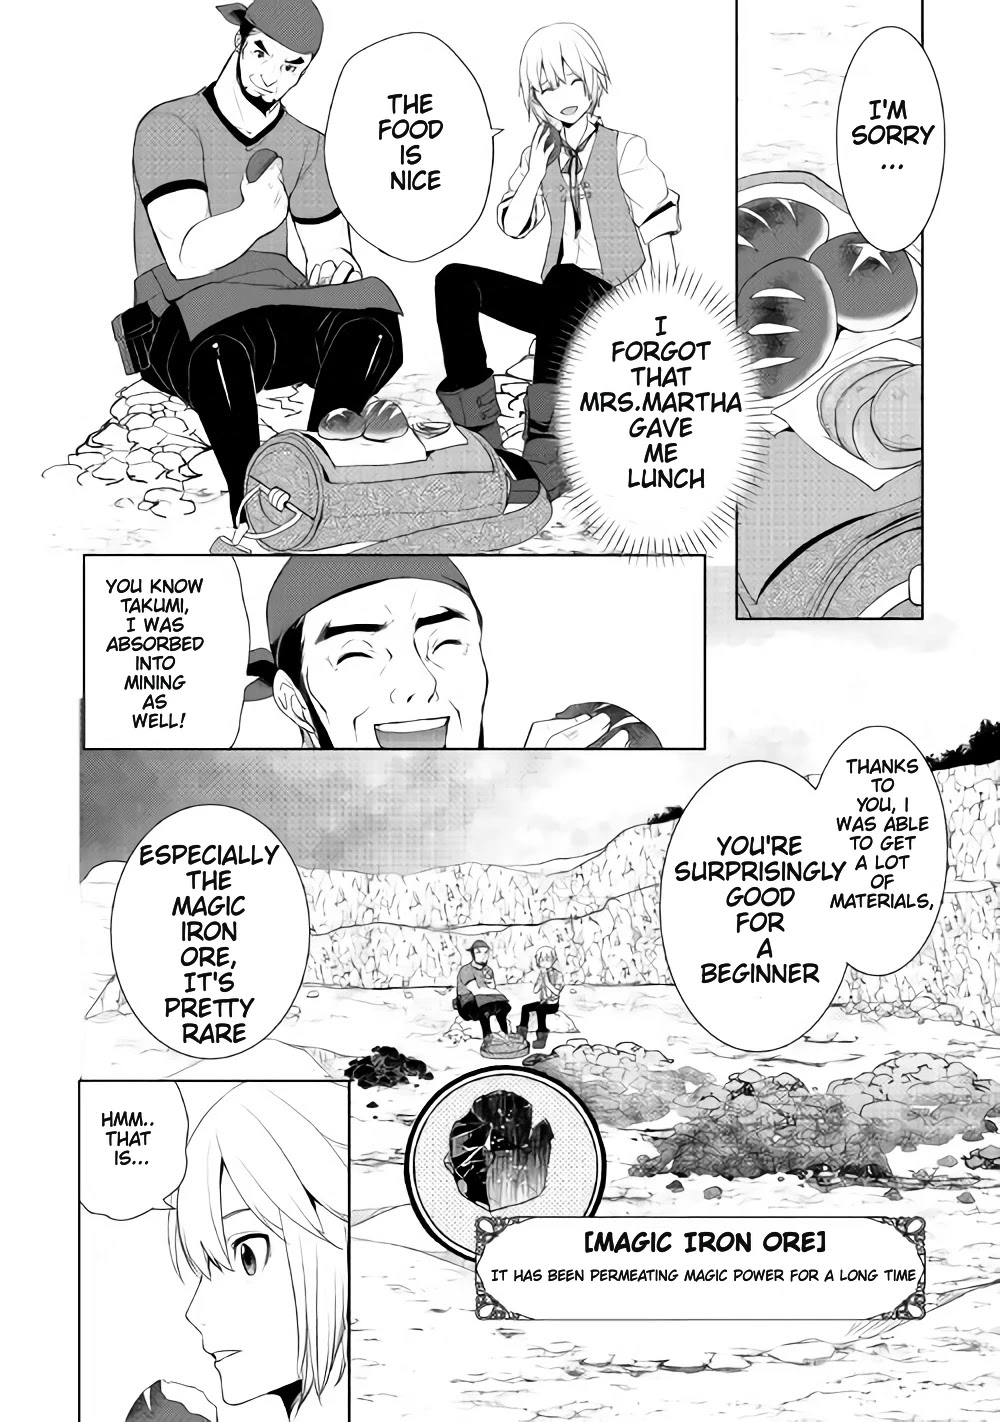 I'M
SORRY
...
THE
FOOD
IS
NICE
I
FORGOT
THAT
MRS.MARTHA
GAVE
ME
LUNCH
YOU KNOW
TAKUMI,
I WAS
ABSORBED
INTO
MINING
AS
WELL!
THANKS
TO
YOU, I
WAS ABLE
TO GET
A LOT
OF
MATERIALS,
YOU'RE
SURPRISINGLY
GOOD
FOR
A
BEGINNER
ESPECIALLY
THE
MAGIC
IRON
ORE,
IT'S
PRETTY
RARE
[MAGIC IRON ORE]
IT HAS BEEN PERMEATING MAGIC POWER FOR A LONG TIME
HMM..
THAT
IS...